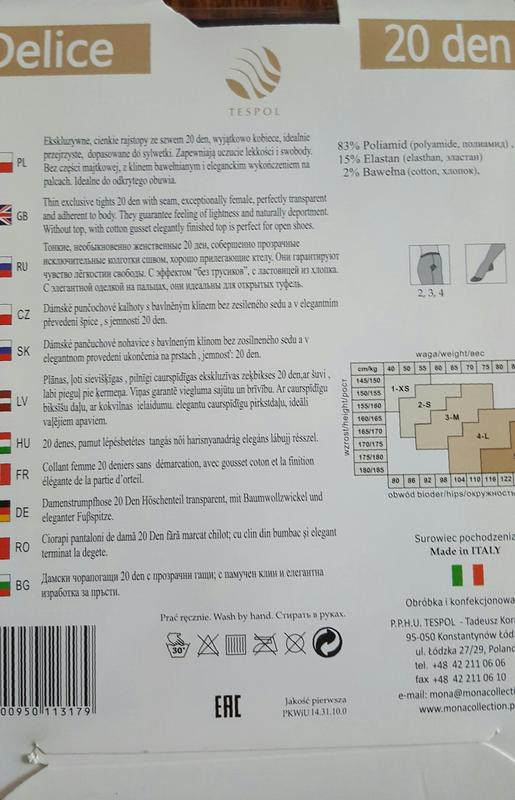 Delice
20 den
TESPOL
PL
Ekskluzywne, cienkie rajstopy ze szwem 20 den, wyjątkowo kobiece, idealnie
przejrzyste, dopasowane do sylwetki. Zapewniają uczucie lekkości i swobody.
Bez części majtkowej, z klinem bawełnianym i eleganckim wykończeniem na
palcach. Idealne do odkrytego obuwia.
GB
Thin exclusive tights 20 den with seam, exceptionally female, perfectly transparent
and adherent to body. They guarantee feeling of lightness and naturally deportment.
Without top, with cotton gusset elegantly finished top is perfect for open shoes.
RU
Тонкие, необыкновенно женственные 20 ден, совершенно прозрачные
исключительные колготки сшвом, хорошо прилегающие ктелу. Они гарантируют
чувство лёгкостии свободы. С эффектом “без трусиков”, с ластовицей из хлопка.
С элегантной оделкой на пальцах, они идеальны для открытых туфель.
CZ
Dámské punčochové kalhoty s bavlněným klínem bez zesíleného sedu a v elegantním
převedení špice , s jemností 20 den.
SK
Dámské pančuchové nohavice s bavlneným klinom bez zosilneného sedu a v
elegantnom provedeni ukončenia na prstach , jemnosť: 20 den.
LV
Plānas, ļoti sievišķīgas , pilnīgi caurspīdīgas ekskluzīvas zeķbikses 20 den,ar šuvi ,
labi pieguļ pie ķermeņa. Viņas garantē viegluma sajūtu un brīvību. Ar caurspīdīgu
biksīšu daļu, ar kokvilnas ielaidumu. elegantu caurspīdīgu pirkstdaļu, ideāli
vaļējiem apaviem.
HU
20 denes, pamut lépésbetétes tangás női harisnyanadrág elegáns lábujj résszel.
FR
Collant femme 20 deniers sans démarcation, avec gousset coton et la finition
élégante de la partie d'orteil.
DE
Damenstrumpfhose 20 Den Höschenteil transparent, mit Baumwollzwickel und
eleganter Fußspitze.
RO
Ciorapi pantaloni de damă 20 Den fără marcat chilot; cu clin din bumbac și elegant
terminat la degete.
BG
Дамски чорапогащи 20 den с прозрачни гащи; с памучен клин и елегантна
изработка за пръсти.
Prać ręcznie. Wash by hand. Стирать в руках.
30°
00950 113179
EAC
Jakość pierwsza
PKWiU 14.31.10.0
83% Poliamid (polyamide, полиамид) ,
15% Elastan (elasthan, эластан)
2% Bawełna (cotton, хлопок),
2, 3, 4
waga/weight/вес
cm/kg 40 50 55 60 65 70 75 80
145/150
150/155
155/160
160/165
165/170
170/175
175/180
180/185
1-XS
2-S
3-M
4-L
wzrost/height/рост
80 86 92 98 104 110 116 122
obwód bioder/hips/окружность
Surowiec pochodzenia
Made in ITALY
Obróbka i konfekcjonowa
P.P.H.U. TESPOL - Tadeusz Kor
95-050 Konstantynów Łód
ul. Łódzka 27/29, Poland
tel. +48 42 211 06 06
fax +48 42 211 06 10
e-mail: mona@monacollecti
www.monacollection.p